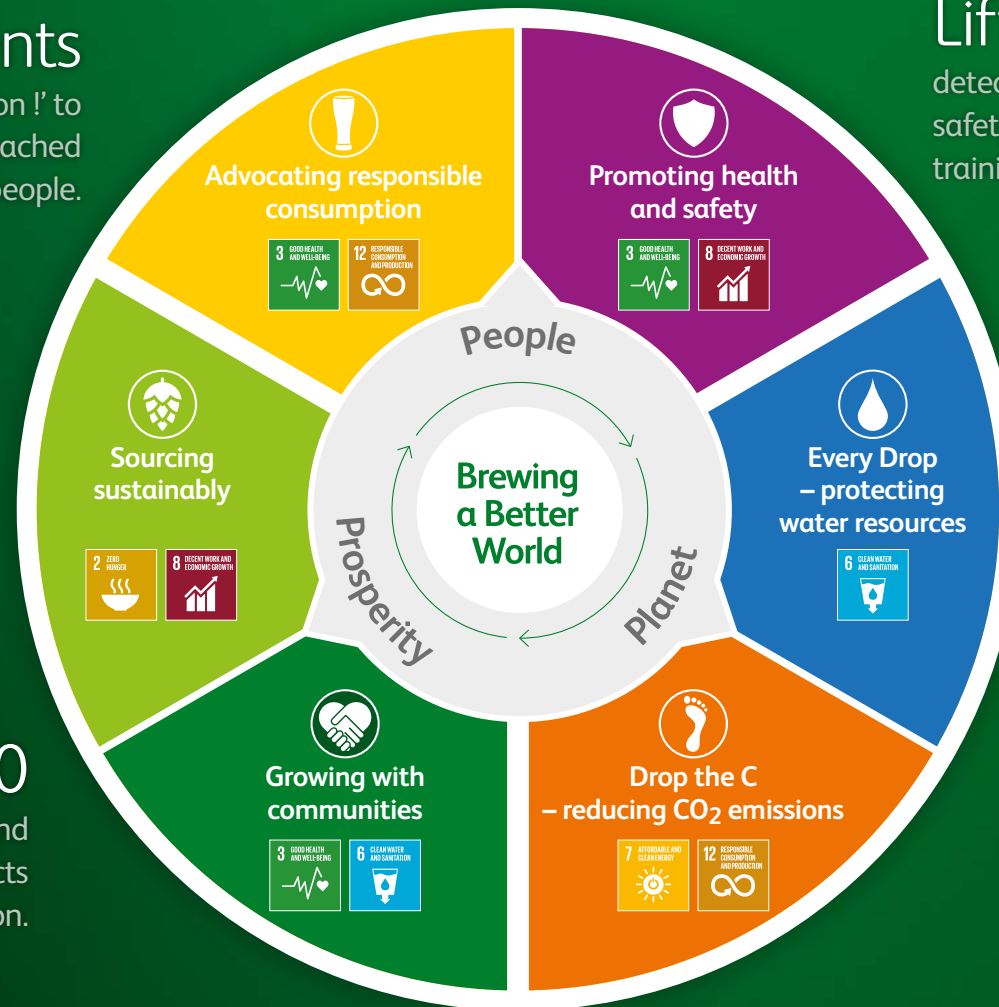 nts
on !’ to
ached
people.
Lif
detec
safet
traini
Advocating responsible
consumption
3 GOOD HEALTH
AND WELL-BEING
12 RESPONSIBLE
CONSUMPTION
AND PRODUCTION
Promoting health
and safety
3 GOOD HEALTH
AND WELL-BEING
8 DECENT WORK AND
ECONOMIC GROWTH
Sourcing
sustainably
2 ZERO
HUNGER
8 DECENT WORK AND
ECONOMIC GROWTH
People
Brewing
a Better
World
Prosperity
Planet
Every Drop
– protecting
water resources
6 CLEAN WATER
AND SANITATION
Growing with
communities
3 GOOD HEALTH
AND WELL-BEING
6 CLEAN WATER
AND SANITATION
Drop the C
– reducing CO2 emissions
7 AFFORDABLE AND
CLEAN ENERGY
12 RESPONSIBLE
CONSUMPTION
AND PRODUCTION
0
nd
cts
on.